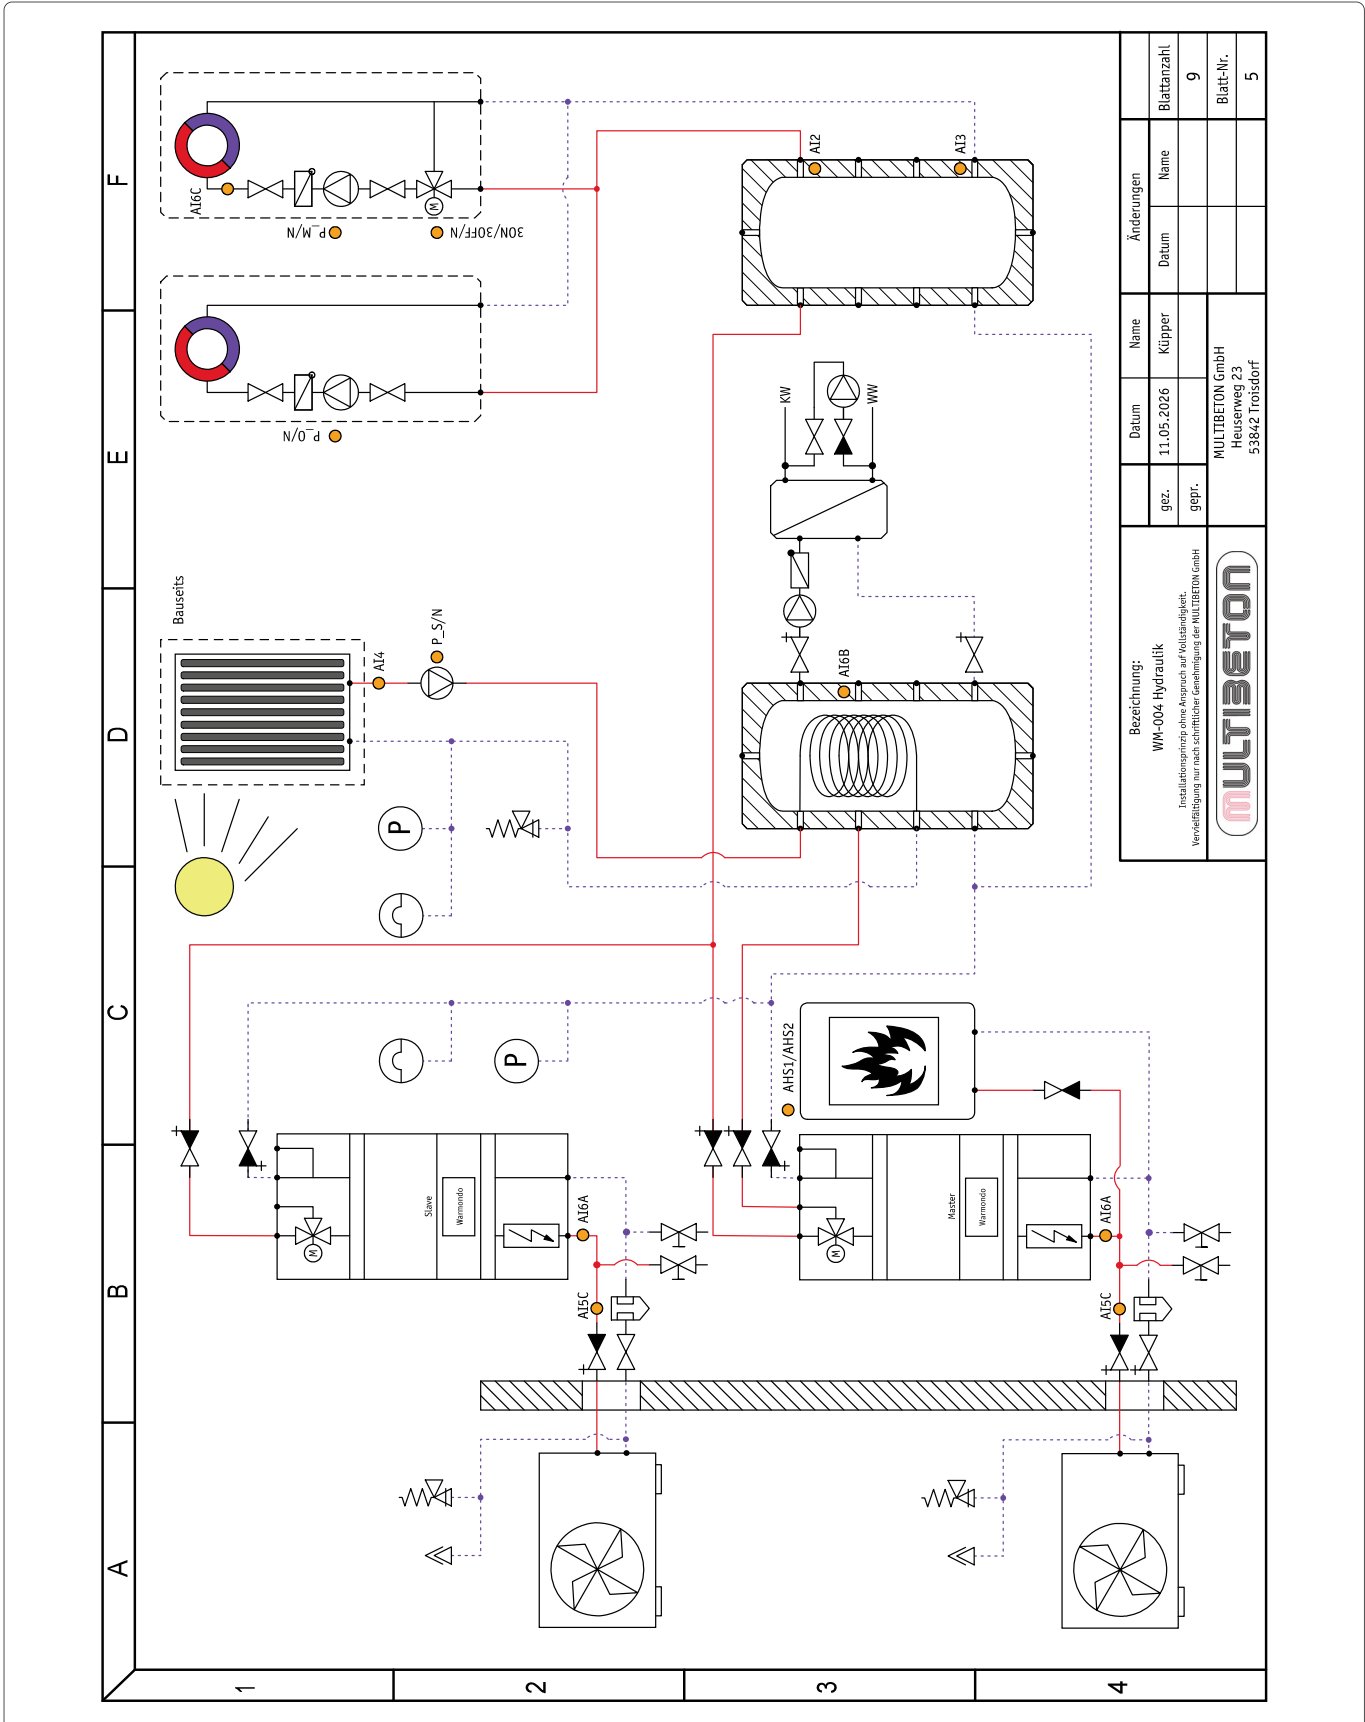 A
B
C
D
E
F
1
2
3
4
AI6C
P_M/N
3ON/3OFF/N
P_O/N
Bauseits
AI4
P_S/N
P
P
AI2
AI3
KW
WW
AI6B
AHS1/AHS2
Slave
Warmondo
AI6A
AI5C
Master
Warmondo
AI6A
AI5C
M
M
M
Bezeichnung:
WM-004 Hydraulik
Installationsprinzip ohne Anspruch auf Vollständigkeit.
Vervielfältigung nur nach schriftlicher Genehmigung der MULTIBETON GmbH
MULTIBETON
Datum
Name
gez.
11.05.2026
Küpper
gepr.
MULTIBETON GmbH
Heuserweg 23
53842 Troisdorf
Änderungen
Datum
Name
Blattanzahl
9
Blatt-Nr.
5